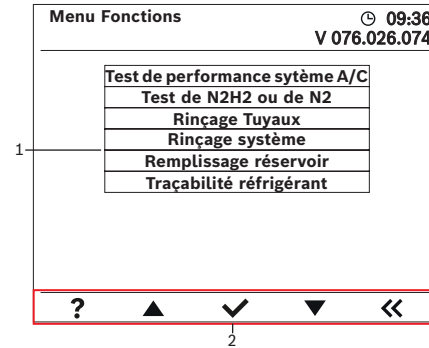 Menu Fonctions
09:36
V 076.026.074
Test de performance sytème A/C
Test de N2H2 ou de N2
Rinçage Tuyaux
Rinçage système
Remplissage réservoir
Traçabilité réfrigérant
1
?
2